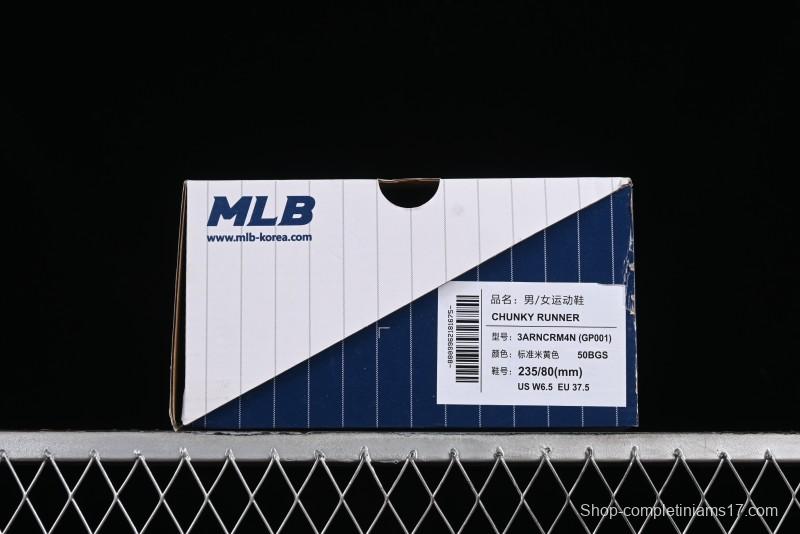 MLB
www.mlb-korea.com
品名: 男/女运动鞋
CHUNKY RUNNER
型号: 3ARNCRM4N (GP001)
颜色: 标准米黄色 50BGS
鞋号: 235/80(mm)
US W6.5 EU 37.5
-8803962181675-
Shop-completiniams17.com